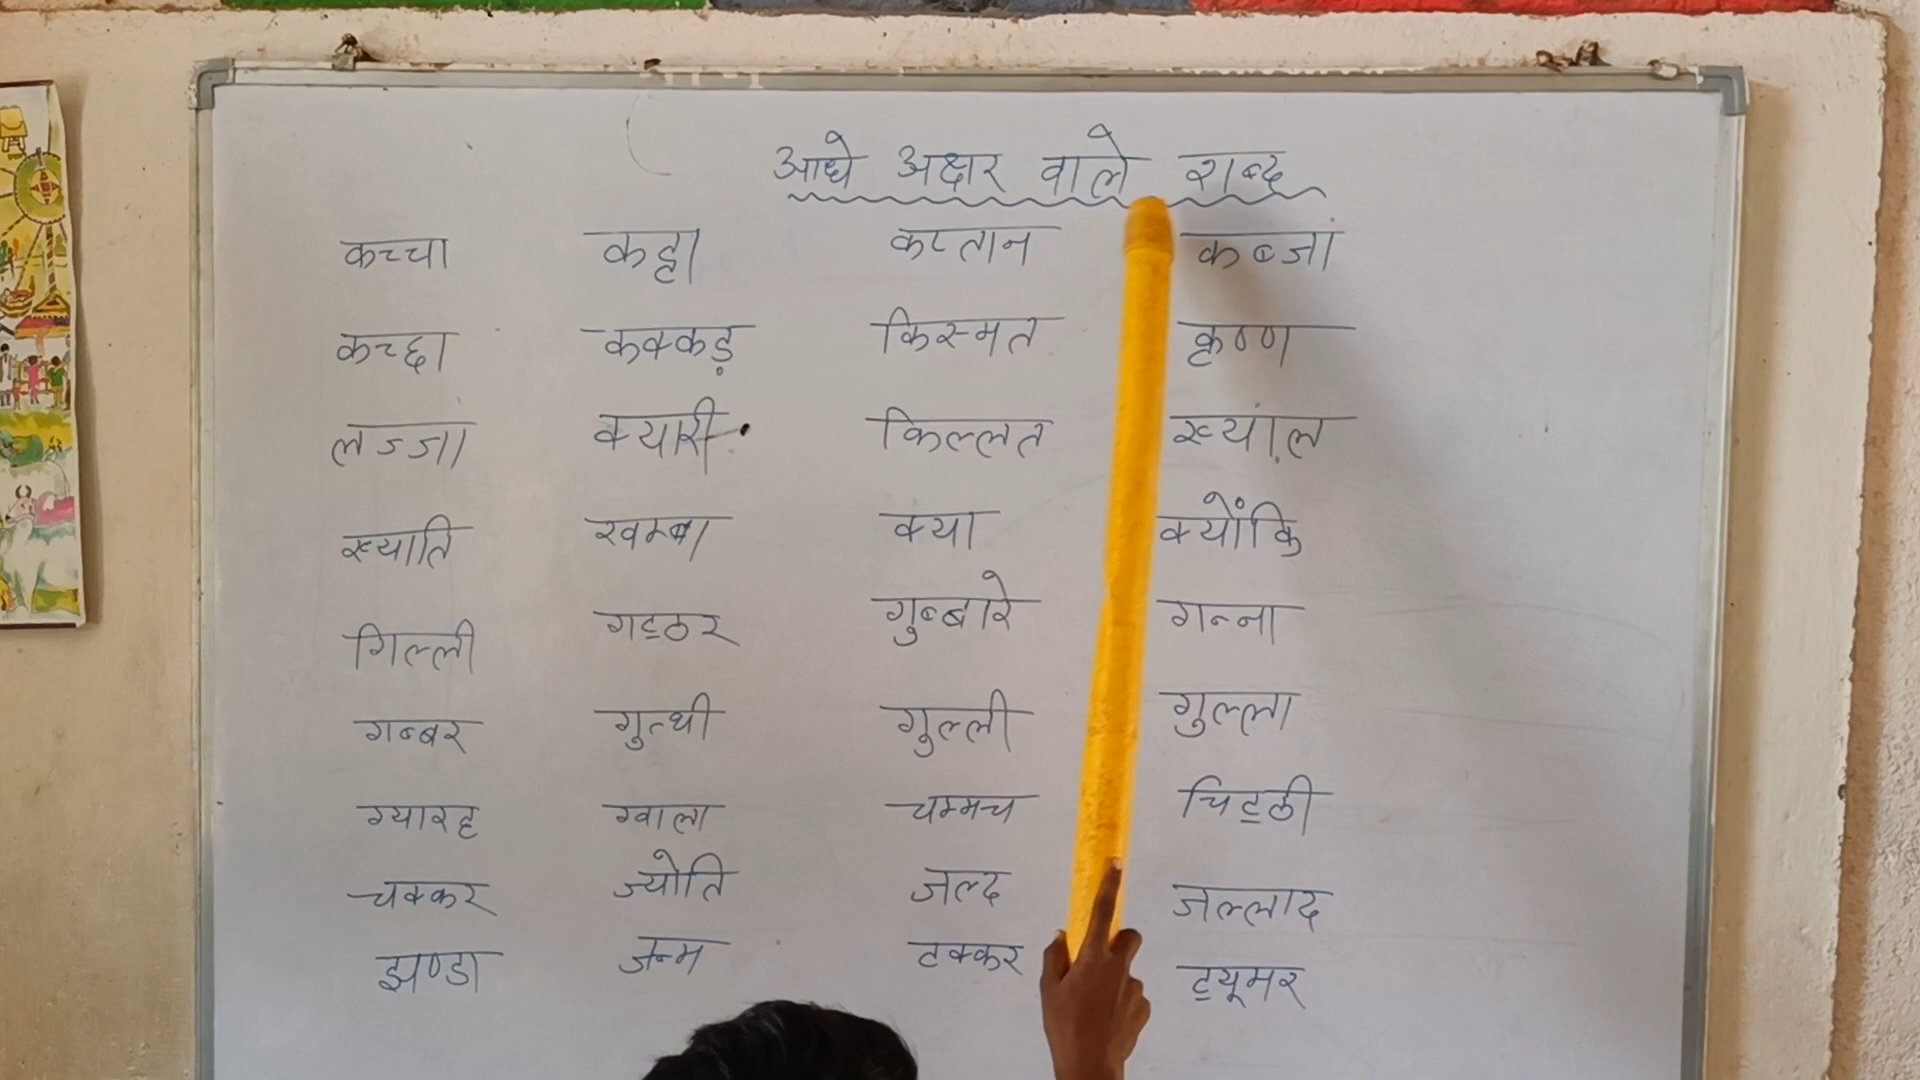 आधे अक्षर वाले शब्द
कच्चा कट्टा कप्तान कब्जा
कच्छा कक्कड़ किस्मत कृष्ण
लज्जा क्यारी किल्लत ख्याल
ख्याति खम्बा क्या क्योंकि
गिल्ली गट्ठर गुब्बारे गन्ना
गब्बर गुत्थी गुल्ली गुल्ला
ग्यारह ग्वाला चम्मच चिट्ठी
चक्कर ज्योति जल्द जल्लाद
झण्डा जन्म टक्कर ट्यूमर